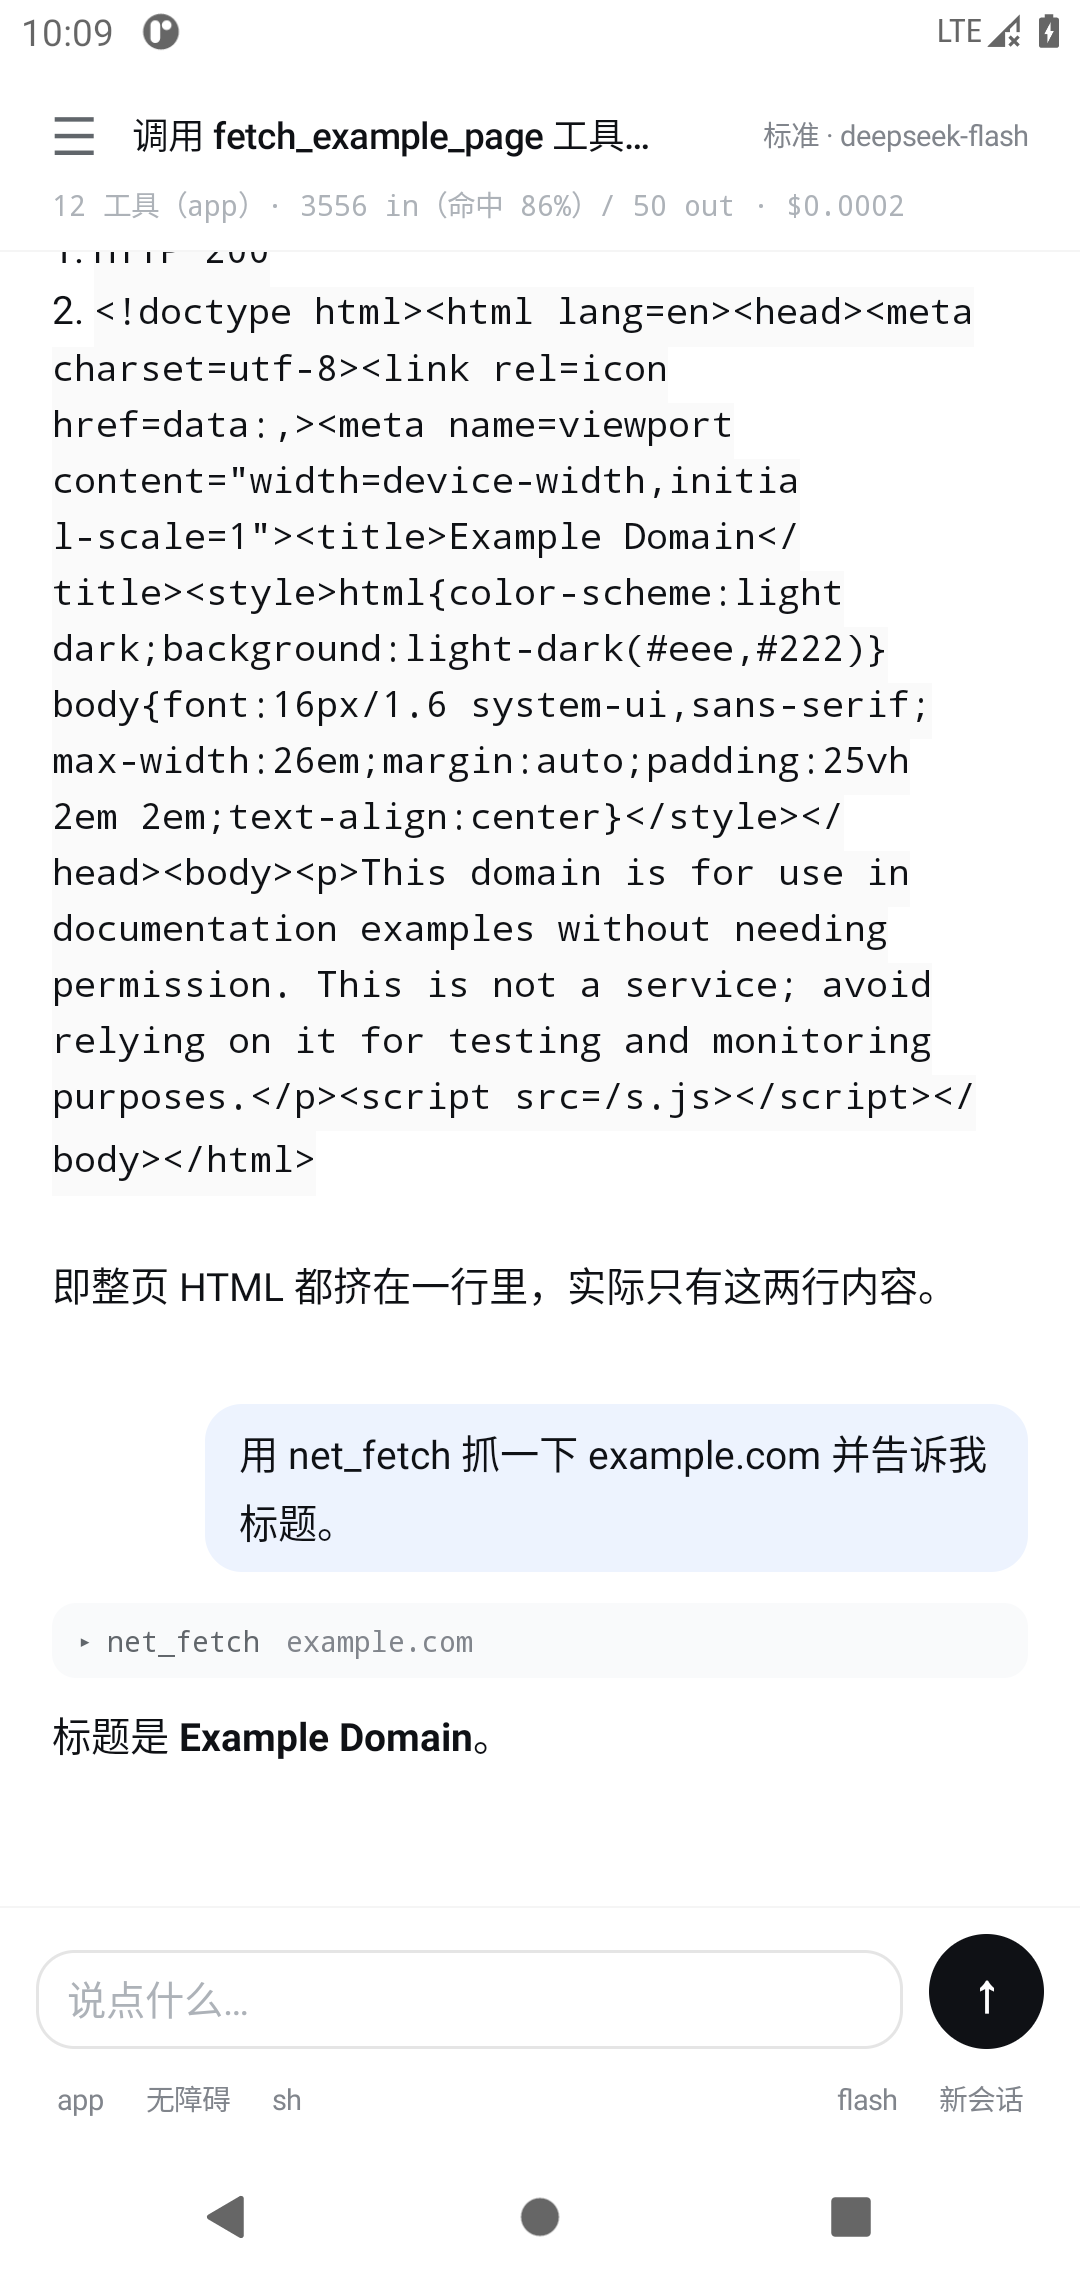 10:09
LTE
调用 fetch_example_page 工具...
标准 · deepseek-flash
12 工具（app）· 3556 in（命中 86%）/ 50 out · $0.0002
1. HTTP 200
2. <!doctype html><html lang=en><head><meta
charset=utf-8><link rel=icon
href=data:,><meta name=viewport
content="width=device-width,initia
l-scale=1"><title>Example Domain</
title><style>html{color-scheme:light
dark;background:light-dark(#eee,#222)}
body{font:16px/1.6 system-ui,sans-serif;
max-width:26em;margin:auto;padding:25vh
2em 2em;text-align:center}</style></
head><body><p>This domain is for use in
documentation examples without needing
permission. This is not a service; avoid
relying on it for testing and monitoring
purposes.</p><script src=/s.js></script></
body></html>
即整页 HTML 都挤在一行里，实际只有这两行内容。
用 net_fetch 抓一下 example.com 并告诉我
标题。
▸ net_fetch example.com
标题是 Example Domain。
说点什么...
↑
app 无障碍 sh flash 新会话